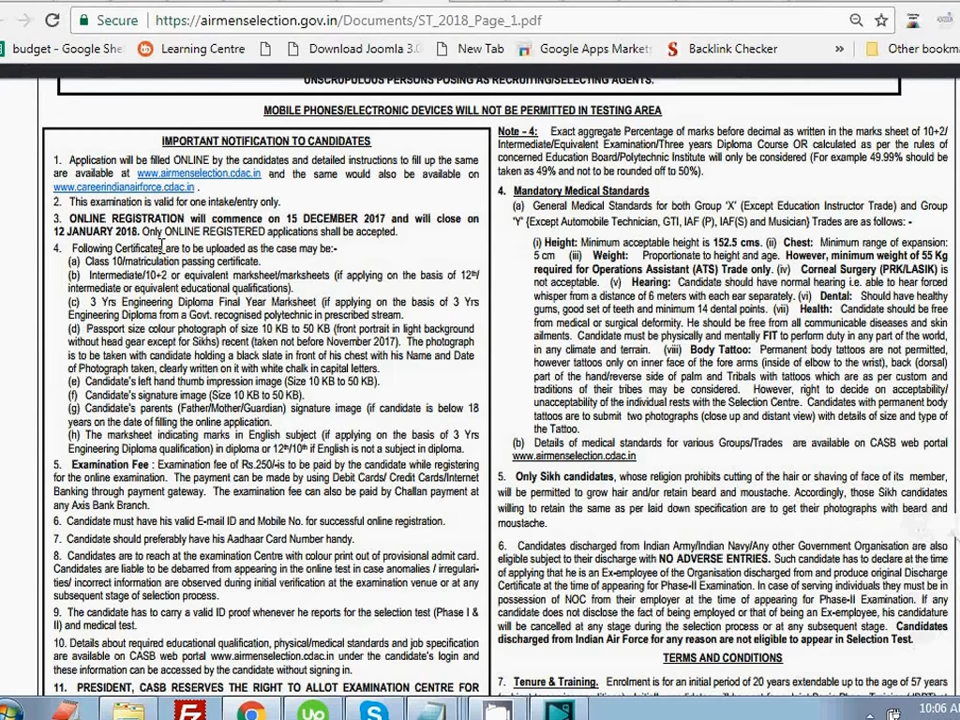 Secure https://airmenselection.gov.in/Documents/ST_2018_Page_1.pdf
budget - Google She Learning Centre Download Joomla 3.0 New Tab Google Apps Market Backlink Checker » Other bookm
UNSCRUPULOUS PERSONS POSING AS RECRUITING/SELECTING AGENTS.
MOBILE PHONES/ELECTRONIC DEVICES WILL NOT BE PERMITTED IN TESTING AREA
IMPORTANT NOTIFICATION TO CANDIDATES
1. Application will be filled ONLINE by the candidates and detailed instructions to fill up the same
are available at www.airmenselection.cdac.in and the same would also be available on
www.careerindianairforce.cdac.in .
2. This examination is valid for one intake/entry only.
3. ONLINE REGISTRATION will commence on 15 DECEMBER 2017 and will close on
12 JANUARY 2018. Only ONLINE REGISTERED applications shall be accepted.
4. Following Certificates are to be uploaded as the case may be:-
(a) Class 10/matriculation passing certificate.
(b) Intermediate/10+2 or equivalent marksheet/marksheets (if applying on the basis of 12th/
intermediate or equivalent educational qualifications).
(c) 3 Yrs Engineering Diploma Final Year Marksheet (if applying on the basis of 3 Yrs
Engineering Diploma from a Govt. recognised polytechnic in prescribed stream.
(d) Passport size colour photograph of size 10 KB to 50 KB (front portrait in light background
without head gear except for Sikhs) recent (taken not before November 2017). The photograph
is to be taken with candidate holding a black slate in front of his chest with his Name and Date
of Photograph taken, clearly written on it with white chalk in capital letters.
(e) Candidate's left hand thumb impression image (Size 10 KB to 50 KB).
(f) Candidate's signature image (Size 10 KB to 50 KB).
(g) Candidate's parents (Father/Mother/Guardian) signature image (if candidate is below 18
years on the date of filling the online application.
(h) The marksheet indicating marks in English subject (if applying on the basis of 3 Yrs
Engineering Diploma qualification) in diploma or 12th/10th if English is not a subject in diploma.
5. Examination Fee : Examination fee of Rs.250/-is to be paid by the candidate while registering
for the online examination. The payment can be made by using Debit Cards/ Credit Cards/Internet
Banking through payment gateway. The examination fee can also be paid by Challan payment at
any Axis Bank Branch.
6. Candidate must have his valid E-mail ID and Mobile No. for successful online registration.
7. Candidate should preferably have his Aadhaar Card Number handy.
8. Candidates are to reach at the examination Centre with colour print out of provisional admit card.
Candidates are liable to be debarred from appearing in the online test in case anomalies / irregulari-
ties/ incorrect information are observed during initial verification at the examination venue or at any
subsequent stage of selection process.
9. The candidate has to carry a valid ID proof whenever he reports for the selection test (Phase I &
II) and medical test.
10. Details about required educational qualification, physical/medical standards and job specification
are available on CASB web portal www.airmenselection.cdac.in under the candidate's login and
these information can be accessed by the candidate without signing in.
11. PRESIDENT, CASB RESERVES THE RIGHT TO ALLOT EXAMINATION CENTRE FOR
Note – 4: Exact aggregate Percentage of marks before decimal as written in the marks sheet of 10+2/
Intermediate/Equivalent Examination/Three years Diploma Course OR calculated as per the rules of
concerned Education Board/Polytechnic Institute will only be considered (For example 49.99% should be
taken as 49% and not to be rounded off to 50%).
4. Mandatory Medical Standards
(a) General Medical Standards for both Group 'X' (Except Education Instructor Trade) and Group
'Y' {Except Automobile Technician, GTI, IAF (P), IAF(S) and Musician} Trades are as follows: -
(i) Height: Minimum acceptable height is 152.5 cms. (ii) Chest: Minimum range of expansion:
5 cm (iii) Weight: Proportionate to height and age. However, minimum weight of 55 Kg
required for Operations Assistant (ATS) Trade only. (iv) Corneal Surgery (PRK/LASIK) is
not acceptable. (v) Hearing: Candidate should have normal hearing i.e. able to hear forced
whisper from a distance of 6 meters with each ear separately. (vi) Dental: Should have healthy
gums, good set of teeth and minimum 14 dental points. (vii) Health: Candidate should be free
from medical or surgical deformity. He should be free from all communicable diseases and skin
ailments. Candidate must be physically and mentally FIT to perform duty in any part of the world,
in any climate and terrain. (viii) Body Tattoo: Permanent body tattoos are not permitted,
however tattoos only on inner face of the fore arms (inside of elbow to the wrist), back (dorsal)
part of the hand/reverse side of palm and Tribals with tattoos which are as per custom and
traditions of their tribes may be considered. However, right to decide on acceptability/
unacceptability of the individual rests with the Selection Centre. Candidates with permanent body
tattoos are to submit two photographs (close up and distant view) with details of size and type of
the Tattoo.
(b) Details of medical standards for various Groups/Trades are available on CASB web portal
www.airmenselection.cdac.in
5. Only Sikh candidates, whose religion prohibits cutting of the hair or shaving of face of its member,
will be permitted to grow hair and/or retain beard and moustache. Accordingly, those Sikh candidates
willing to retain the same as per laid down specification are to get their photographs with beard and
moustache.
6. Candidates discharged from Indian Army/Indian Navy/Any other Government Organisation are also
eligible subject to their discharge with NO ADVERSE ENTRIES. Such candidate has to declare at the time
of applying that he is an Ex-employee of the Organisation discharged from and produce original Discharge
Certificate at the time of appearing for Phase-II Examination. In case of serving individuals they must be in
possession of NOC from their employer at the time of appearing for Phase-II Examination. If any
candidate does not disclose the fact of being employed or that of being an Ex-employee, his candidature
will be cancelled at any stage during the selection process or at any subsequent stage. Candidates
discharged from Indian Air Force for any reason are not eligible to appear in Selection Test.
TERMS AND CONDITIONS
7. Tenure & Training. Enrolment is for an initial period of 20 years extendable up to the age of 57 years
10:06 A